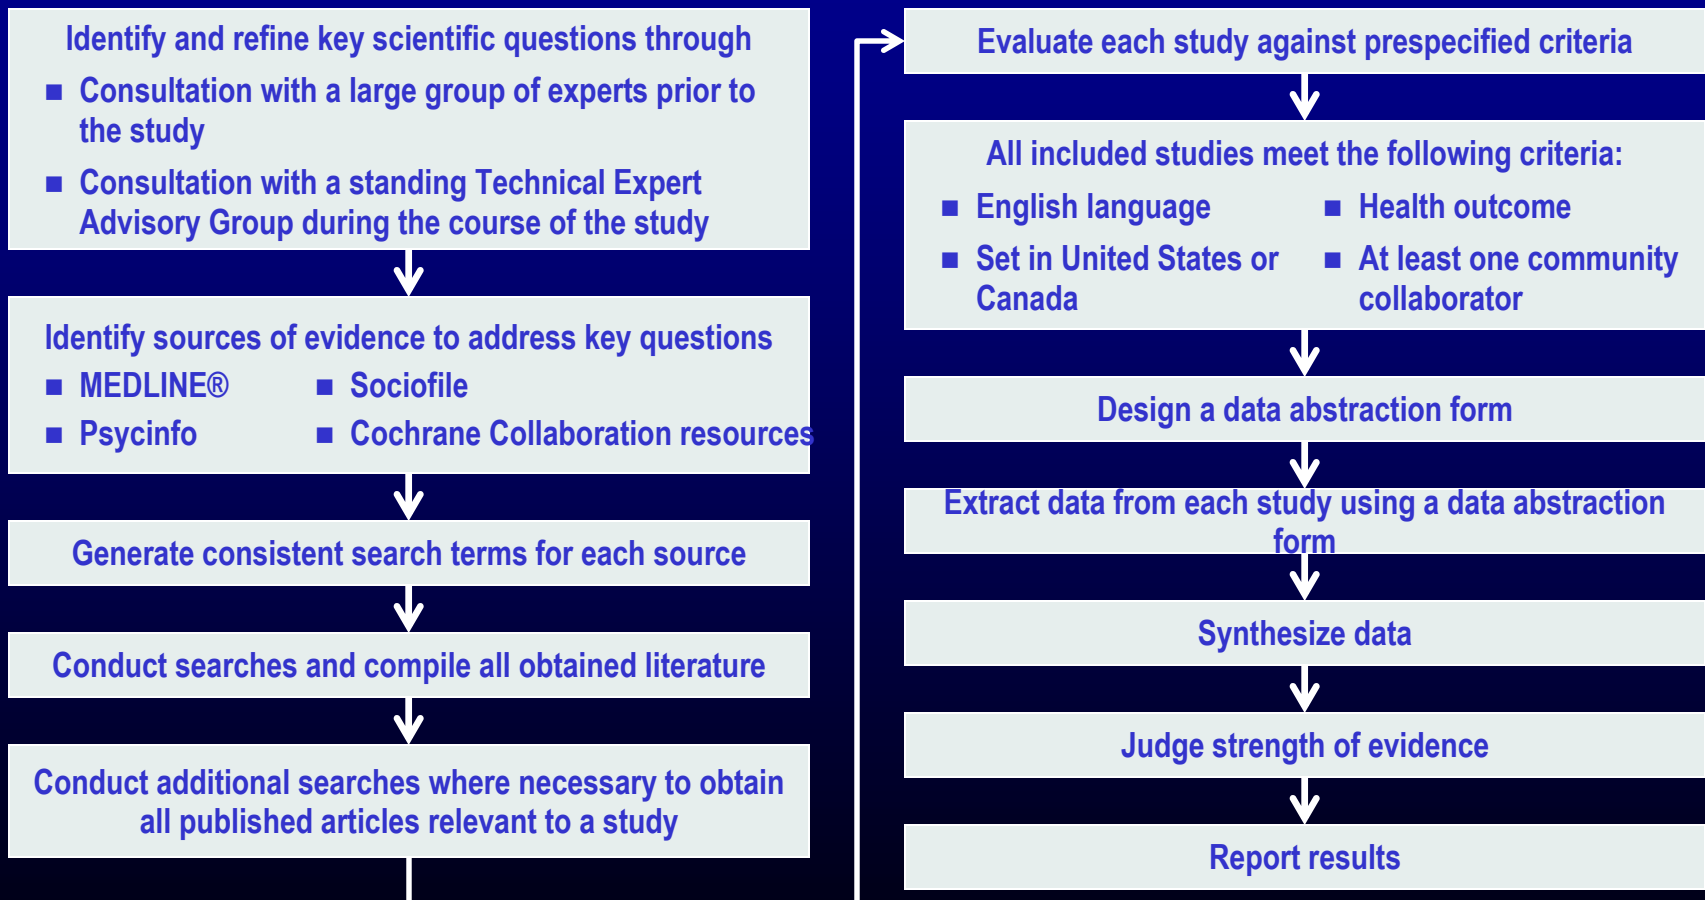 Identify and refine key scientific questions through
■ Consultation with a large group of experts prior to
the study
■ Consultation with a standing Technical Expert
Advisory Group during the course of the study
Identify sources of evidence to address key questions
■ MEDLINE® ■ Sociofile
■ Psycinfo ■ Cochrane Collaboration resources
Generate consistent search terms for each source
Conduct searches and compile all obtained literature
Conduct additional searches where necessary to obtain
all published articles relevant to a study
Evaluate each study against prespecified criteria
All included studies meet the following criteria:
■ English language ■ Health outcome
■ Set in United States or ■ At least one community
Canada collaborator
Design a data abstraction form
Extract data from each study using a data abstraction
form
Synthesize data
Judge strength of evidence
Report results